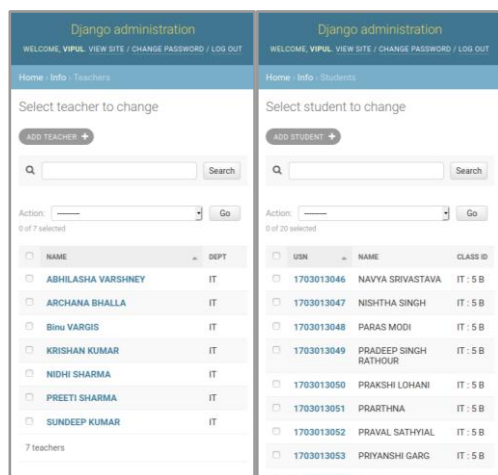 Django administration
WELCOME, VIPUL. VIEW SITE / CHANGE PASSWORD / LOG OUT
Home › Info › Teachers
Select teacher to change
ADD TEACHER +
Search
Action: ---------
Go
0 of 7 selected
NAME DEPT
ABHILASHA VARSHNEY IT
ARCHANA BHALLA IT
Binu VARGIS IT
KRISHAN KUMAR IT
NIDHI SHARMA IT
PREETI SHARMA IT
SUNDEEP KUMAR IT
7 teachers
Django administration
WELCOME, VIPUL. VIEW SITE / CHANGE PASSWORD / LOG OUT
Home › Info › Students
Select student to change
ADD STUDENT +
Search
Action: ---------
Go
0 of 20 selected
USN NAME CLASS ID
1703013046 NAVYA SRIVASTAVA IT : 5 B
1703013047 NISHTHA SINGH IT : 5 B
1703013048 PARAS MODI IT : 5 B
1703013049 PRADEEP SINGH IT : 5 B
RATHOUR
1703013050 PRAKSHI LOHANI IT : 5 B
1703013051 PRARTHNA IT : 5 B
1703013052 PRAVAL SATHYIAL IT : 5 B
1703013053 PRIYANSHI GARG IT : 5 B